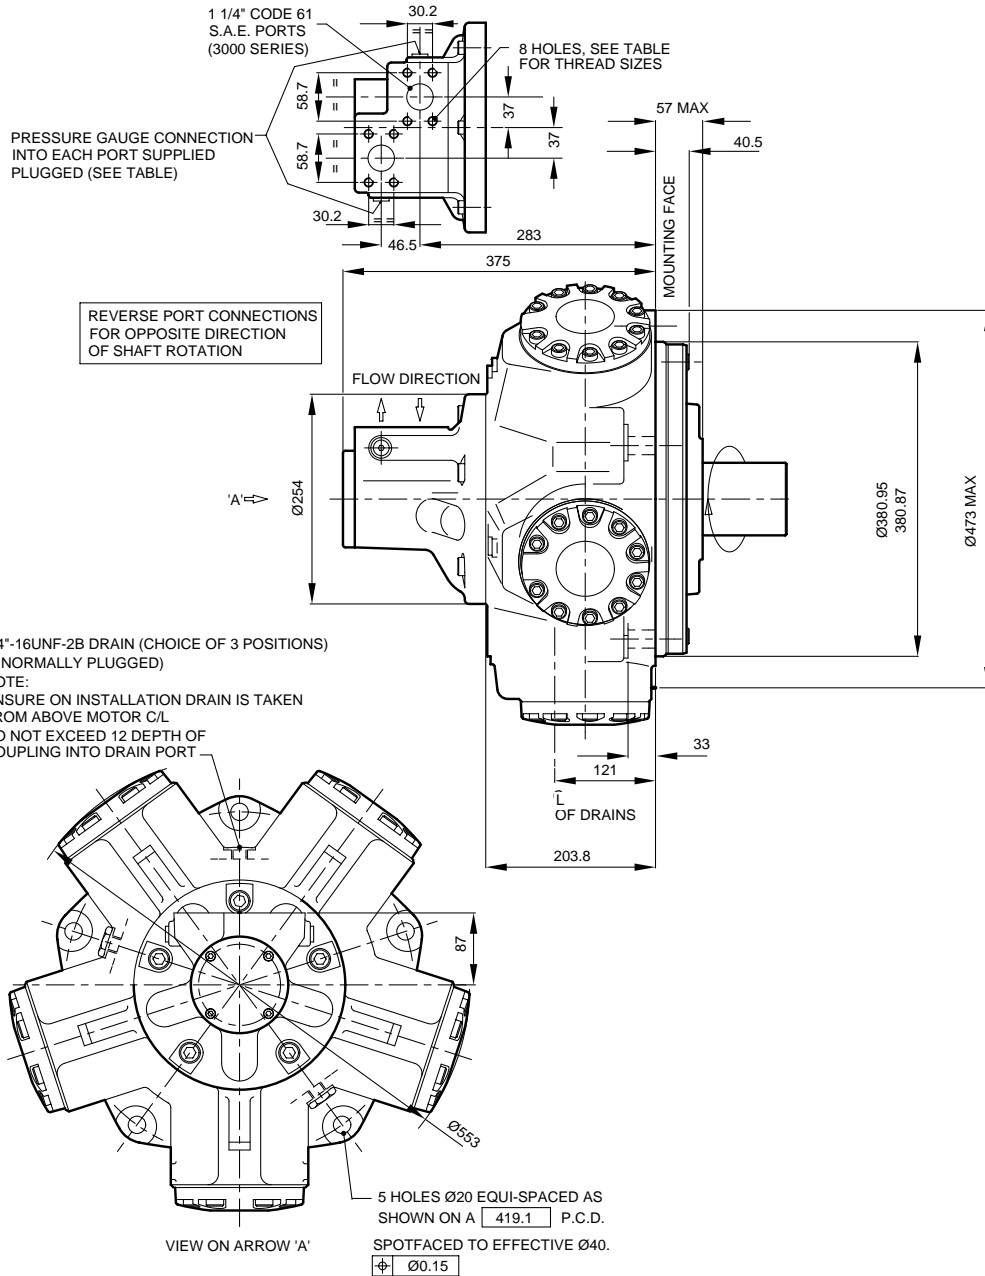 1 1/4" CODE 61
S.A.E. PORTS
(3000 SERIES)
30.2
8 HOLES, SEE TABLE
FOR THREAD SIZES
58.7
=
=
37
37
57 MAX
40.5
PRESSURE GAUGE CONNECTION
INTO EACH PORT SUPPLIED
PLUGGED (SEE TABLE)
58.7
=
=
30.2
46.5
283
375
MOUNTING FACE
REVERSE PORT CONNECTIONS
FOR OPPOSITE DIRECTION
OF SHAFT ROTATION
FLOW DIRECTION
'A'
Ø254
Ø380.95
380.87
Ø473 MAX
4"-16UNF-2B DRAIN (CHOICE OF 3 POSITIONS)
NORMALLY PLUGGED)
OTE:
NSURE ON INSTALLATION DRAIN IS TAKEN
ROM ABOVE MOTOR C/L
O NOT EXCEED 12 DEPTH OF
OUPLING INTO DRAIN PORT
33
121
CL
OF DRAINS
203.8
87
Ø553
5 HOLES Ø20 EQUI-SPACED AS
SHOWN ON A 419.1 P.C.D.
SPOTFACED TO EFFECTIVE Ø40.
⌖ Ø0.15
VIEW ON ARROW 'A'